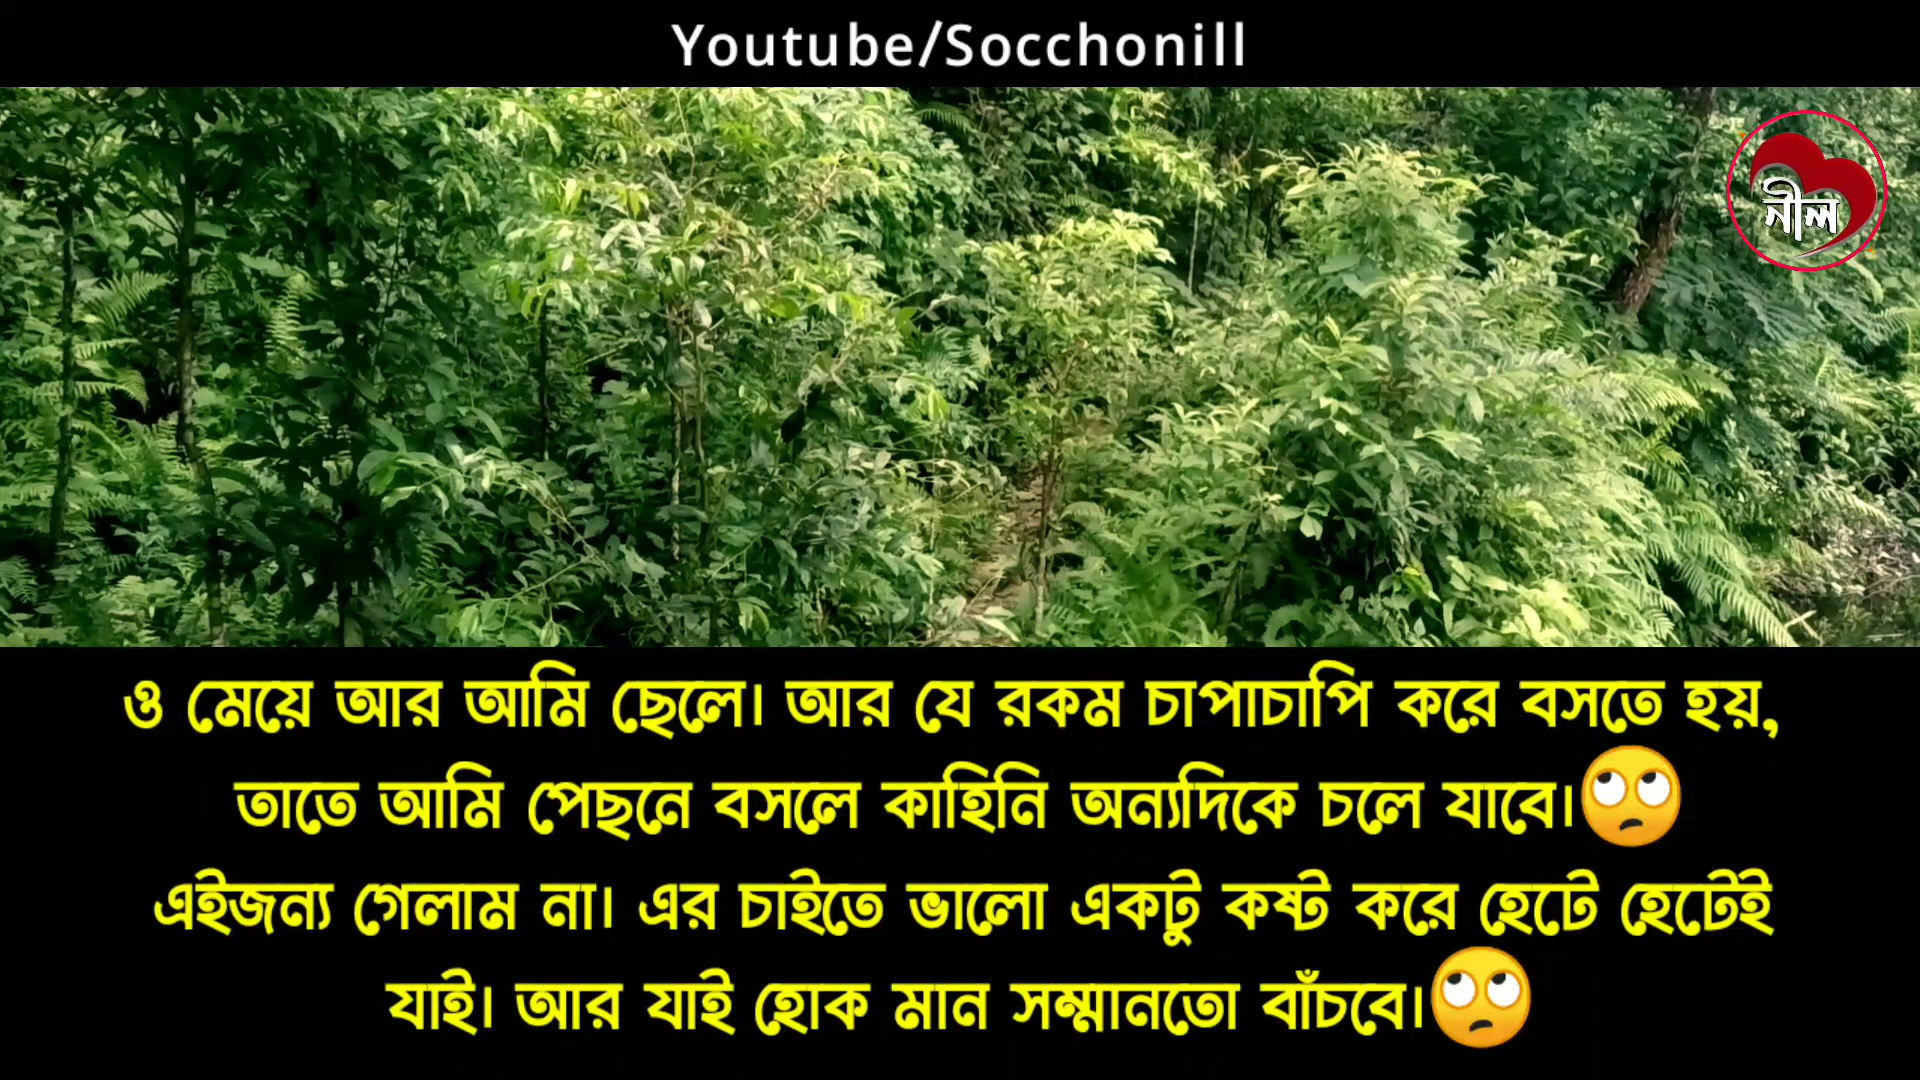 Youtube/Socchonill
নীল
ও মেয়ে আর আমি ছেলে। আর যে রকম চাপাচাপি করে বসতে হয়,
তাতে আমি পেছনে বসলে কাহিনি অন্যদিকে চলে যাবে।🙄
এইজন্য গেলাম না। এর চাইতে ভালো একটু কষ্ট করে হেটে হেটেই
যাই। আর যাই হোক মান সম্মানতো বাঁচবে।🙄